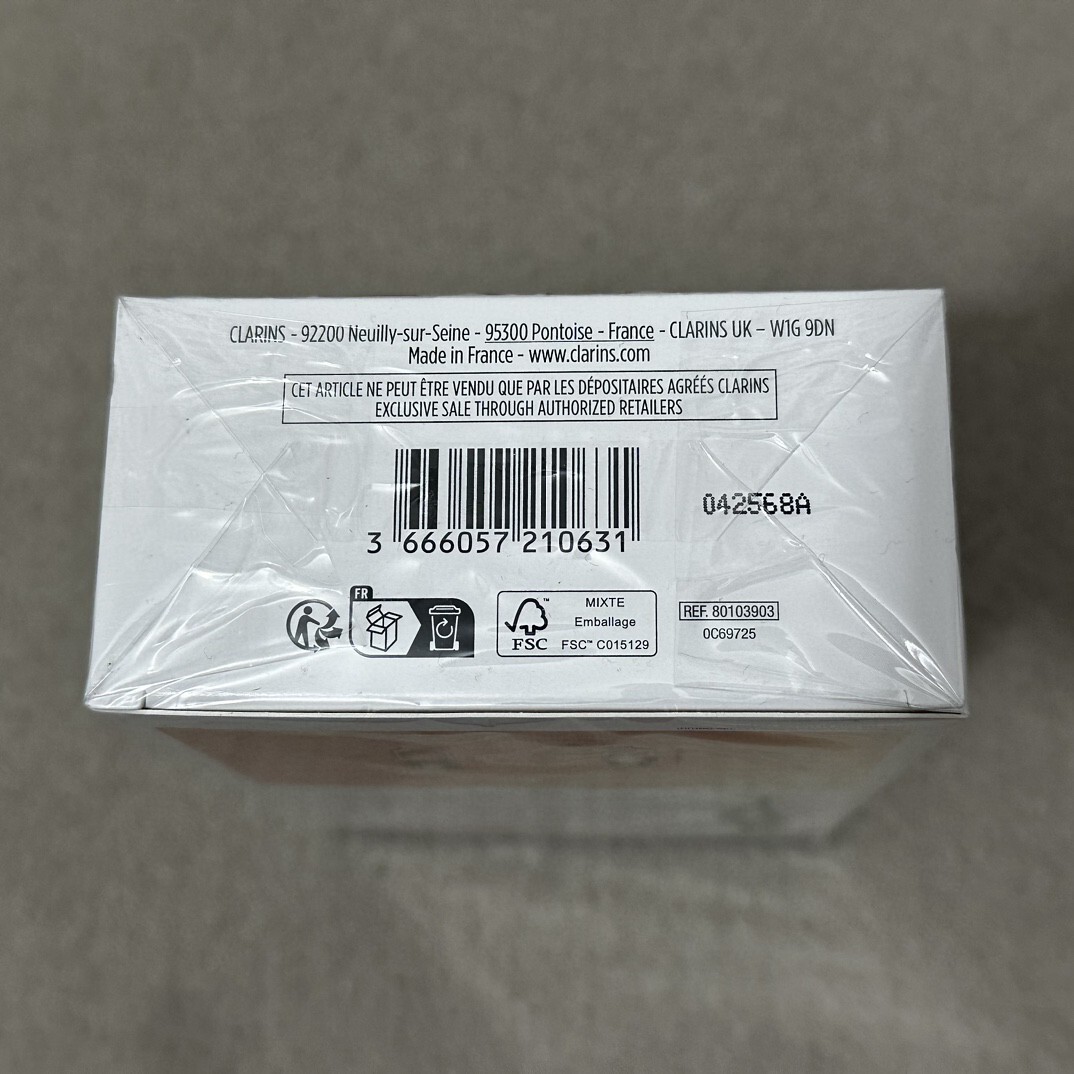 CLARINS - 92200 Neuilly-sur-Seine - 95300 Pontoise - France - CLARINS UK – W1G 9DN
Made in France - www.clarins.com
CET ARTICLE NE PEUT ÊTRE VENDU QUE PAR LES DÉPOSITAIRES AGRÉÉS CLARINS
EXCLUSIVE SALE THROUGH AUTHORIZED RETAILERS
042568A
3 666057 210631
FR
FSC™
MIXTE
Emballage
FSC™ C015129
REF. 80103903
0C69725